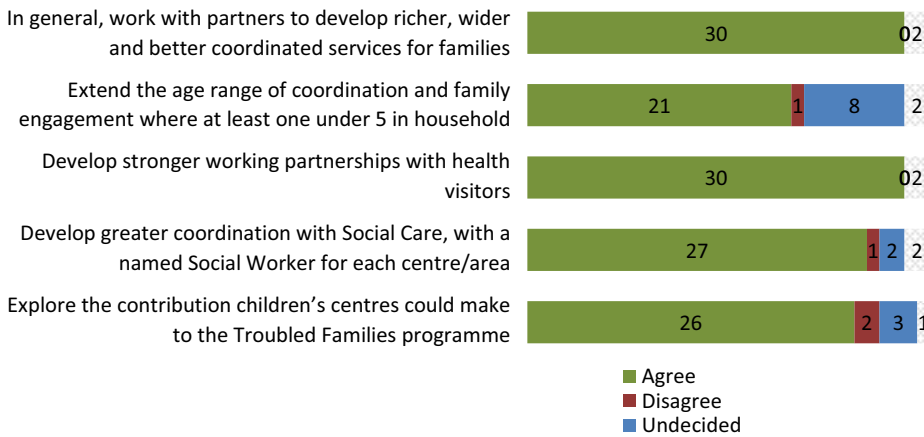 In general, work with partners to develop richer, wider
and better coordinated services for families
30 0 0 2
Extend the age range of coordination and family
engagement where at least one under 5 in household
21 1 8 2
Develop stronger working partnerships with health
visitors
30 0 0 2
Develop greater coordination with Social Care, with a
named Social Worker for each centre/area
27 1 2 2
Explore the contribution children's centres could make
to the Troubled Families programme
26 2 3 1
Agree
Disagree
Undecided